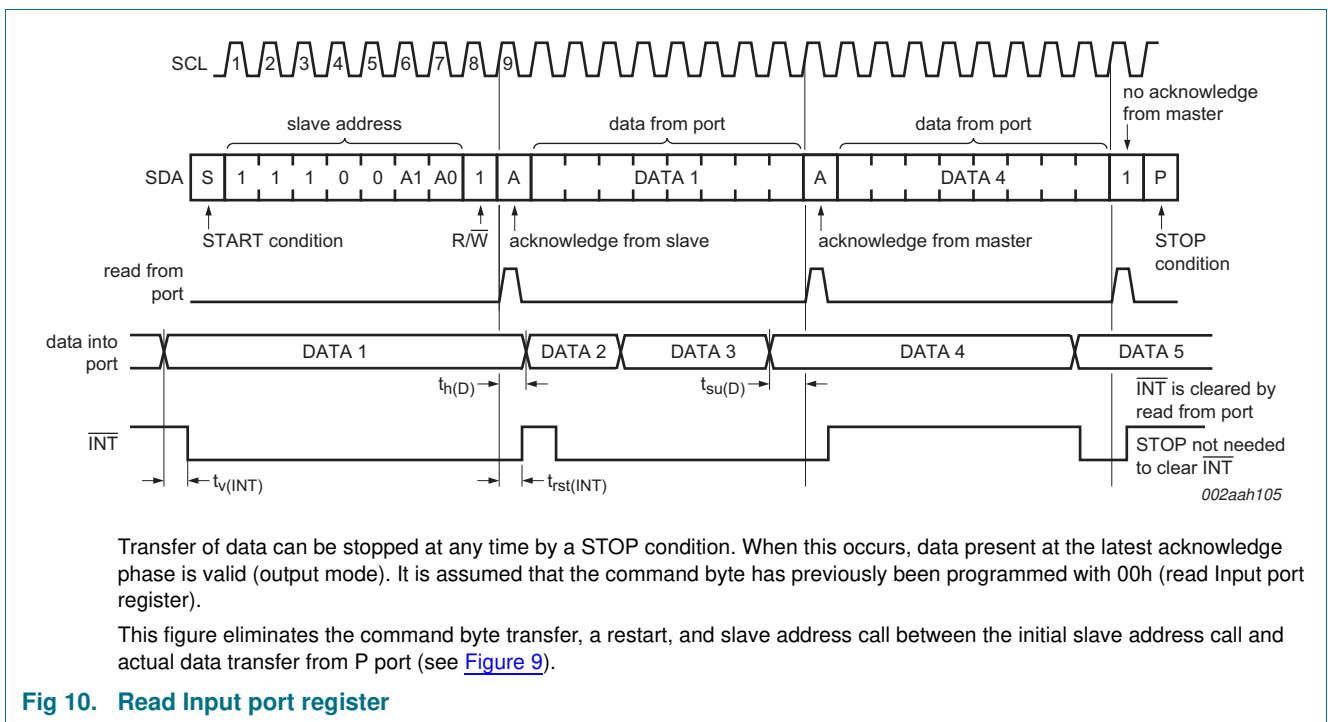 SCL 1 2 3 4 5 6 7 8 9
no acknowledge
from master
slave address data from port data from port
SDA S 1 1 1 0 0 A1 A0 1 A DATA 1 A DATA 4 1 P
START condition R/W̅ acknowledge from slave acknowledge from master STOP
condition
read from
port
data into
port
DATA 1 DATA 2 DATA 3 DATA 4 DATA 5
th(D) tsu(D)
I̅N̅T̅ is cleared by
read from port
I̅N̅T̅
STOP not needed
to clear I̅N̅T̅
tv(INT) trst(INT)
002aah105
Transfer of data can be stopped at any time by a STOP condition. When this occurs, data present at the latest acknowledge
phase is valid (output mode). It is assumed that the command byte has previously been programmed with 00h (read Input port
register).
This figure eliminates the command byte transfer, a restart, and slave address call between the initial slave address call and
actual data transfer from P port (see Figure 9).
Fig 10. Read Input port register